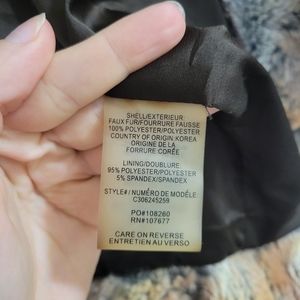 SHELL/EXTERIEUR
FAUX FUR/FOURRURE FAUSSE
100% POLYESTER/POLYESTER
COUNTRY OF ORIGIN KOREA
ORIGINE DE LA
FORRURE CORÉE
LINING/DOUBLURE
95% POLYESTER/POLYESTER
5% SPANDEX/SPANDEX
STYLE# / NUMÉRO DE MODÈLE:
C306245259
PO#108260
RN#107677
CARE ON REVERSE
ENTRETIEN AU VERSO